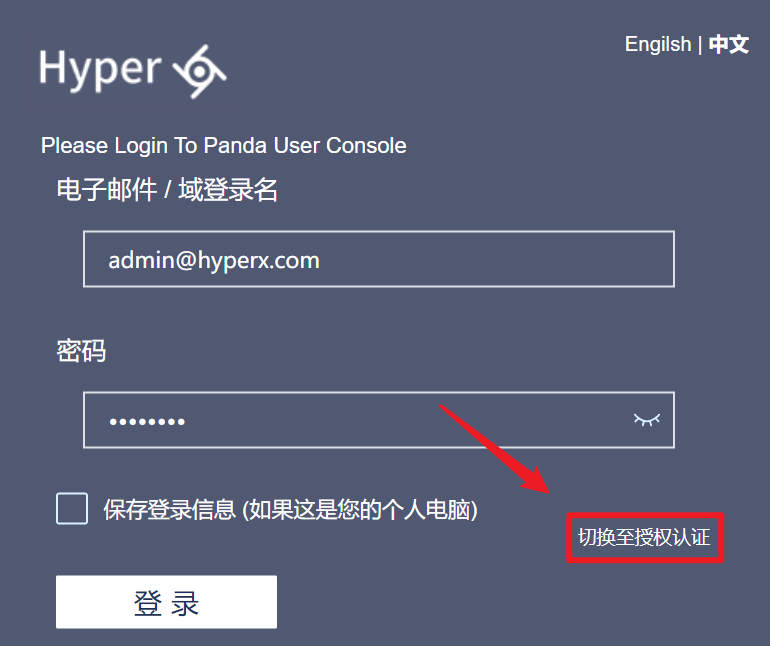 Hyper
Engilsh | 中文
Please Login To Panda User Console
电子邮件 / 域登录名
admin@hyperx.com
密码
••••••••
保存登录信息 (如果这是您的个人电脑)
切换至授权认证
登 录